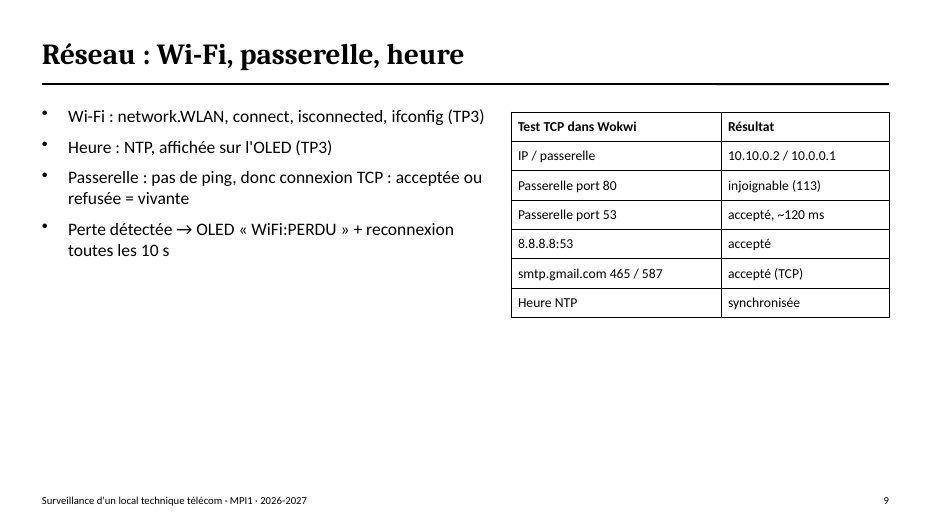 Réseau : Wi-Fi, passerelle, heure
• Wi-Fi : network.WLAN, connect, isconnected, ifconfig (TP3)
• Heure : NTP, affichée sur l'OLED (TP3)
• Passerelle : pas de ping, donc connexion TCP : acceptée ou
refusée = vivante
• Perte détectée → OLED « WiFi:PERDU » + reconnexion
toutes les 10 s
Test TCP dans Wokwi Résultat
IP / passerelle 10.10.0.2 / 10.0.0.1
Passerelle port 80 injoignable (113)
Passerelle port 53 accepté, ~120 ms
8.8.8.8:53 accepté
smtp.gmail.com 465 / 587 accepté (TCP)
Heure NTP synchronisée
Surveillance d'un local technique télécom · MPI1 · 2026-2027 9